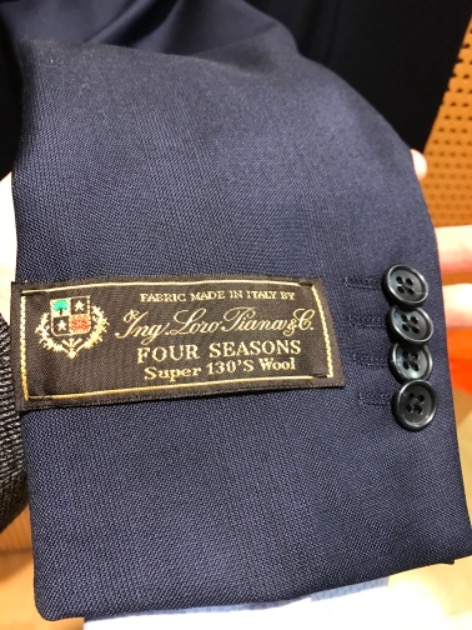 FABRIC MADE IN ITALY BY
Ing. Loro Piana & C.
FOUR SEASONS
Super 130'S Wool